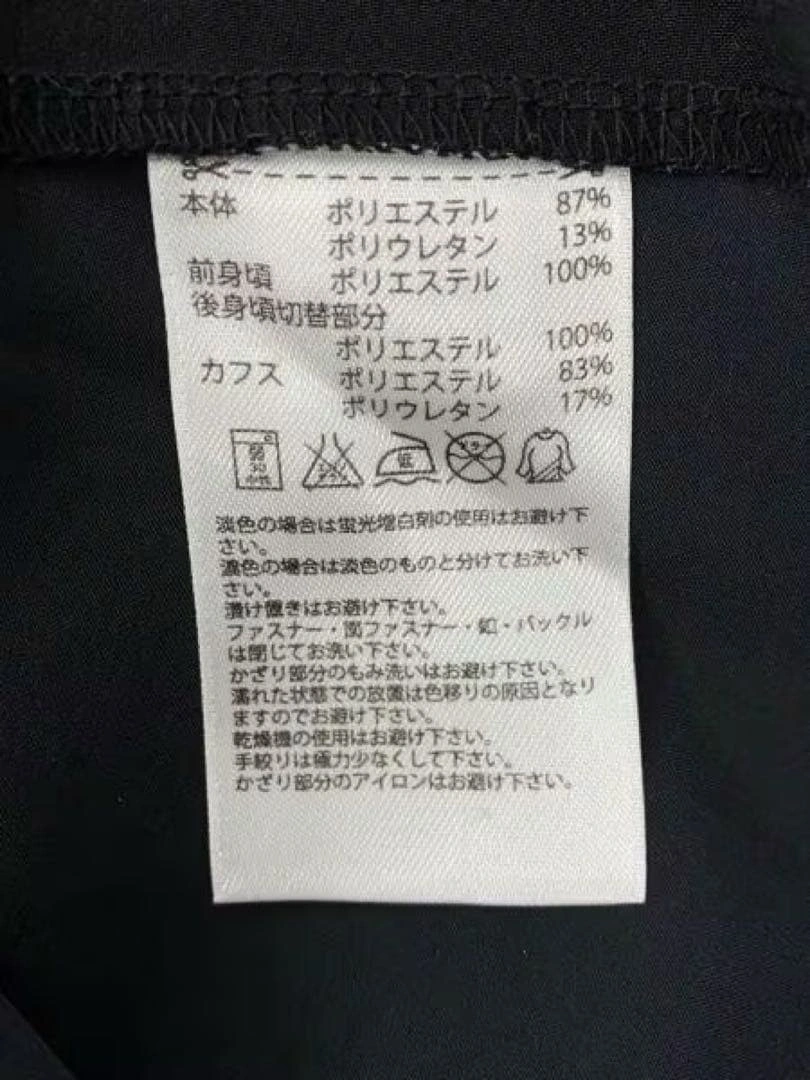 本体 ポリエステル 87%
ポリウレタン 13%
前身頃 ポリエステル 100%
後身頃切替部分
ポリエステル 100%
カフス ポリエステル 83%
ポリウレタン 17%
弱 30 中性 低 ドライ
淡色の場合は蛍光増白剤の使用はお避け下
さい。
濃色の場合は淡色のものと分けてお洗い下
さい。
漬け置きはお避け下さい。
ファスナー・面ファスナー・釦・バックル
は閉じてお洗い下さい。
かざり部分のもみ洗いはお避け下さい。
濡れた状態での放置は色移りの原因となり
ますのでお避け下さい。
乾燥機の使用はお避け下さい。
手絞りは極力少なくして下さい。
かざり部分のアイロンはお避け下さい。